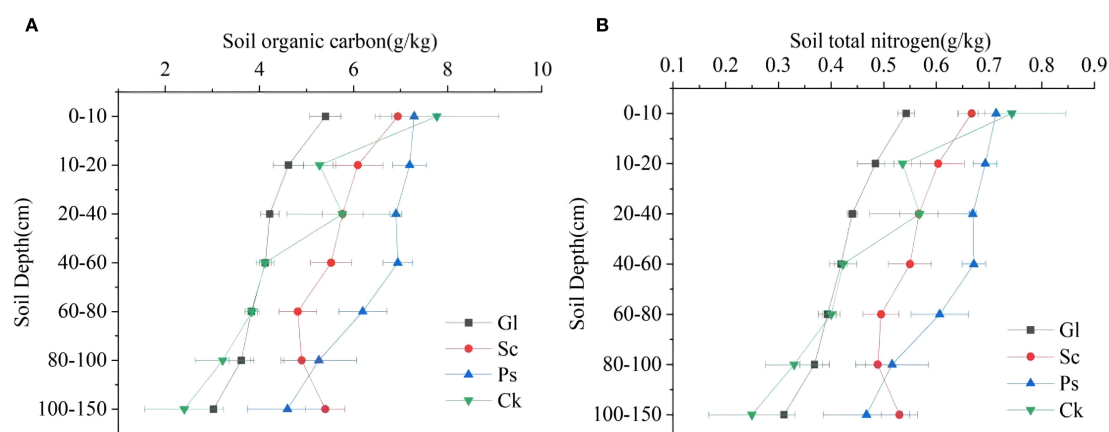 A
Soil organic carbon(g/kg)
2 4 6 8 10
Soil Depth(cm)
0-10
10-20
20-40
40-60
60-80
80-100
100-150
Gl
Sc
Ps
Ck
B
Soil total nitrogen(g/kg)
0.1 0.2 0.3 0.4 0.5 0.6 0.7 0.8 0.9
Soil Depth(cm)
0-10
10-20
20-40
40-60
60-80
80-100
100-150
Gl
Sc
Ps
Ck